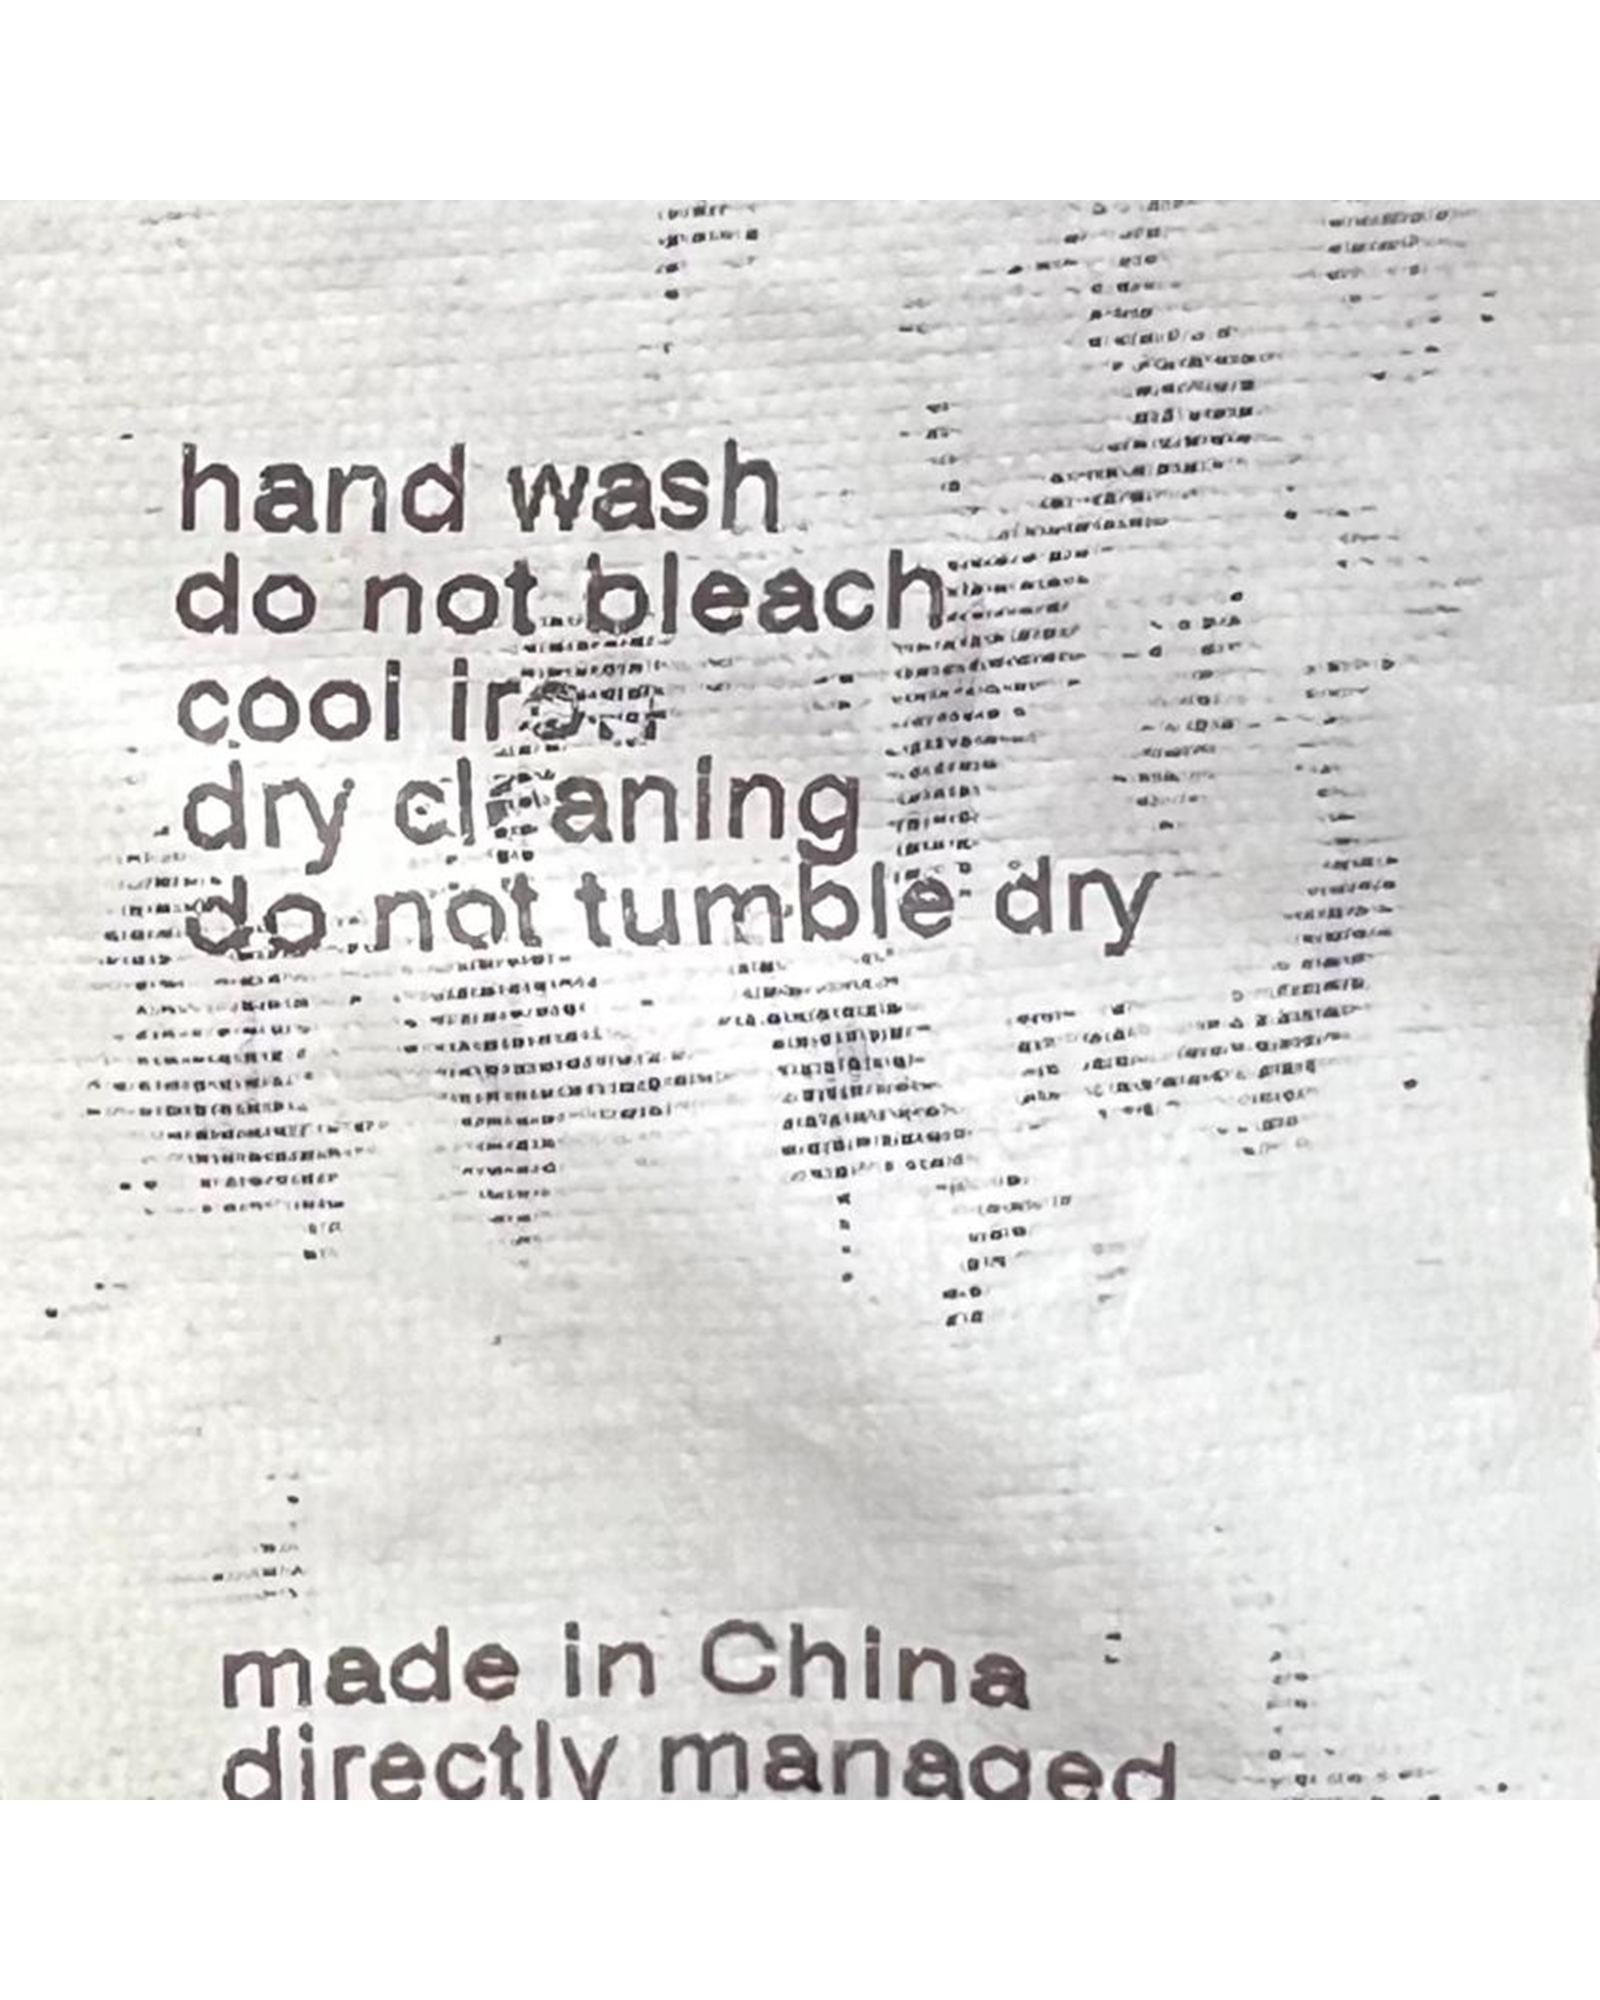 hand wash
do not bleach
cool iron
dry cleaning
do not tumble dry
made in China
directly managed